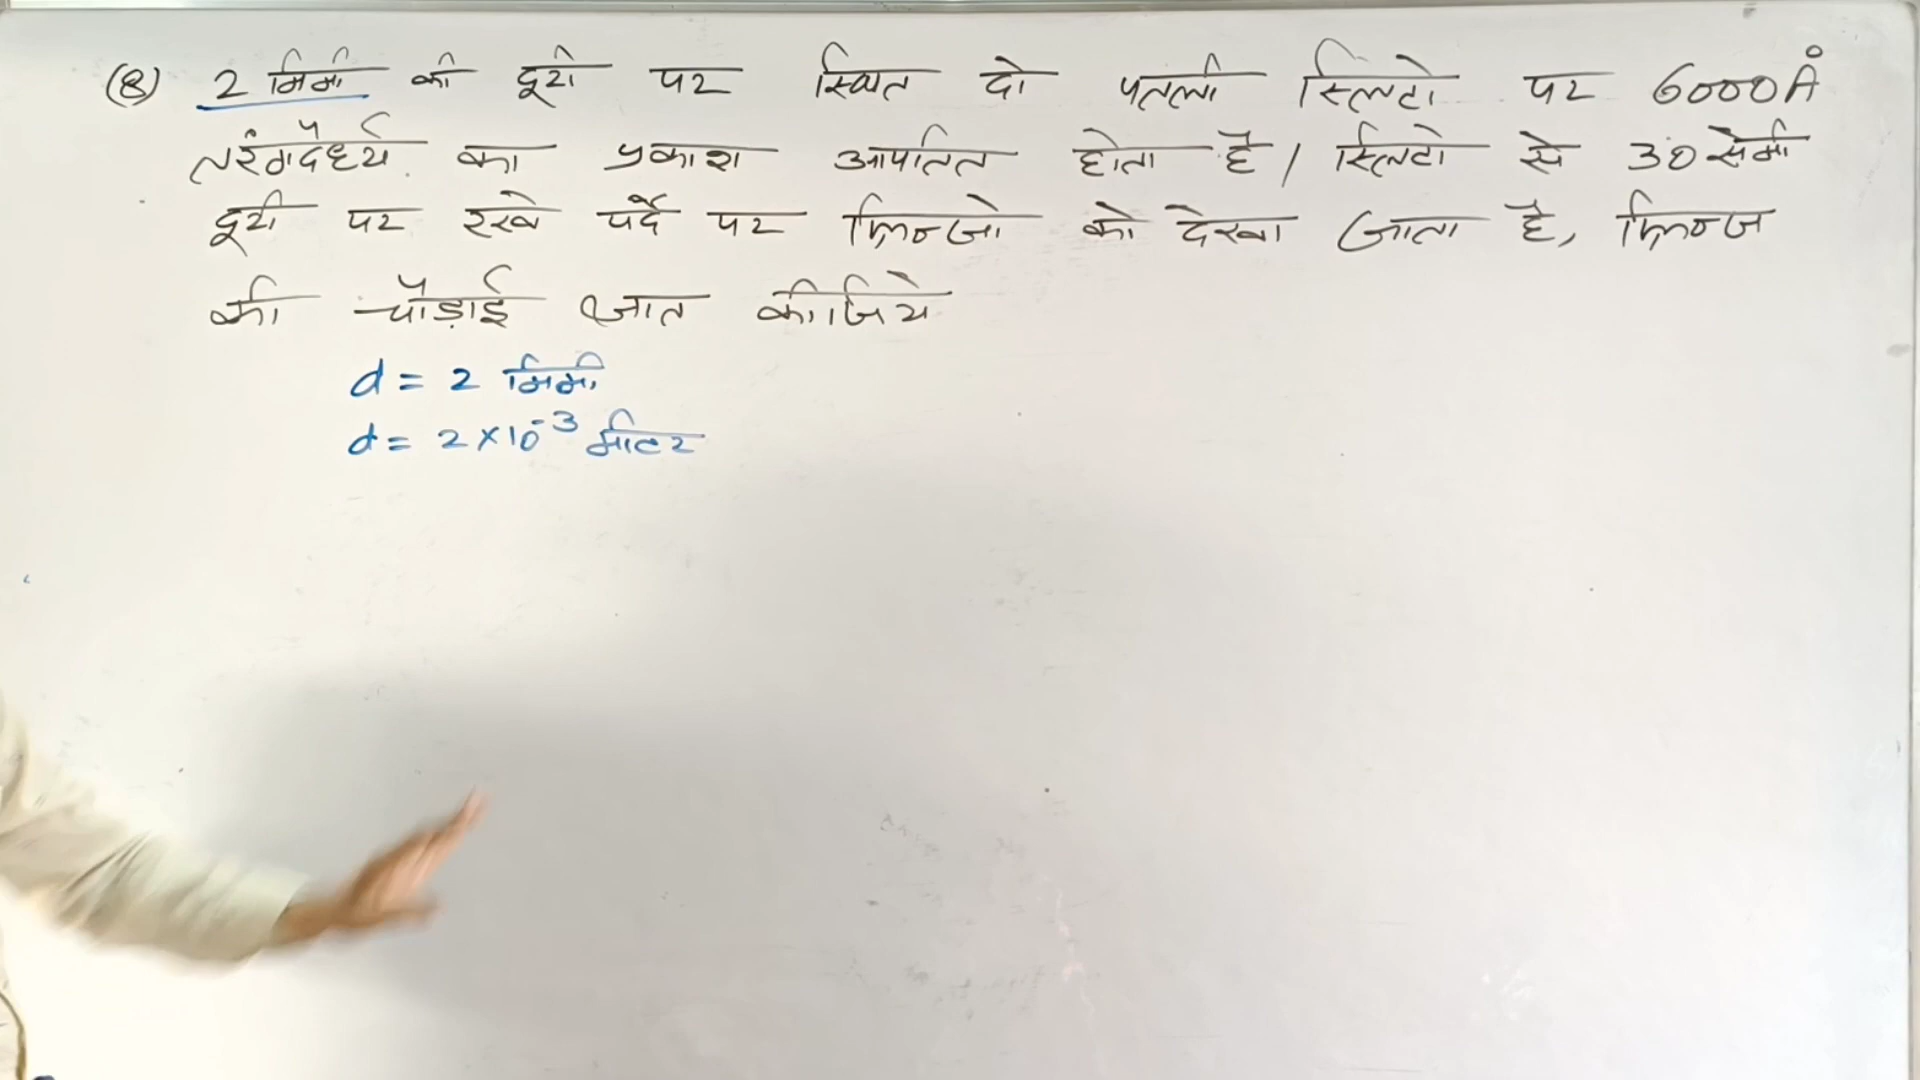 (8) 2 मिमी की दूरी पर स्थित दो पतली स्लिटो पर 6000Å
तरंगदैर्ध्य का प्रकाश आपतित होता है। स्लिटो से 30 सेमी
दूरी पर रखे पर्दे पर फ्रिन्जो को देखा जाता है, फ्रिन्ज
की चौड़ाई ज्ञात कीजिये
d = 2 मिमी
d = 2×10⁻³ मीटर